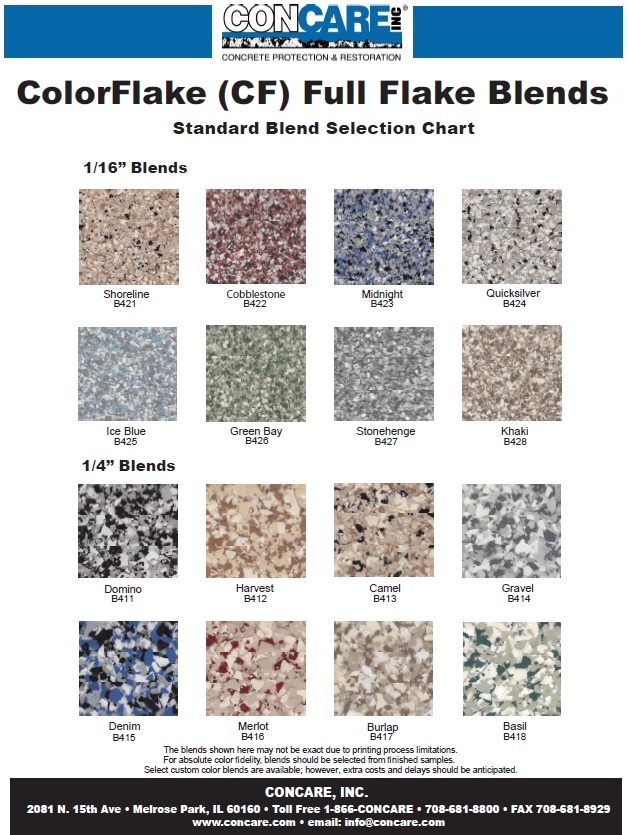 CONCARE INC ®
CONCRETE PROTECTION & RESTORATION
ColorFlake (CF) Full Flake Blends
Standard Blend Selection Chart
1/16” Blends
Shoreline Cobblestone Midnight Quicksilver
B421 B422 B423 B424
Ice Blue Green Bay Stonehenge Khaki
B425 B426 B427 B428
1/4” Blends
Domino Harvest Camel Gravel
B411 B412 B413 B414
Denim Merlot Burlap Basil
B415 B416 B417 B418
The blends shown here may not be exact due to printing process limitations.
For absolute color fidelity, blends should be selected from finished samples.
Select custom color blends are available; however, extra costs and delays should be anticipated.
CONCARE, INC.
2081 N. 15th Ave • Melrose Park, IL 60160 • Toll Free 1-866-CONCARE • 708-681-8800 • FAX 708-681-8929
www.concare.com • email: info@concare.com